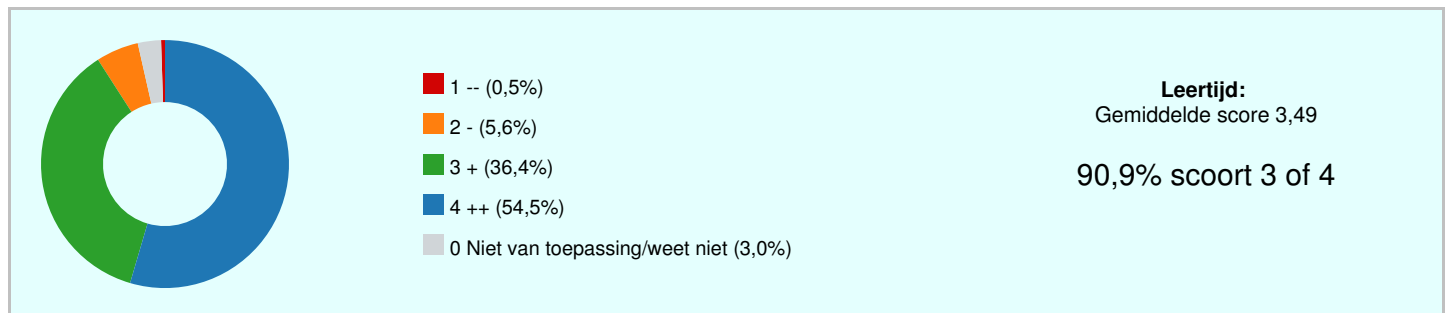 1 -- (0,5%)
2 - (5,6%)
3 + (36,4%)
4 ++ (54,5%)
0 Niet van toepassing/weet niet (3,0%)
Leertijd:
Gemiddelde score 3,49
90,9% scoort 3 of 4